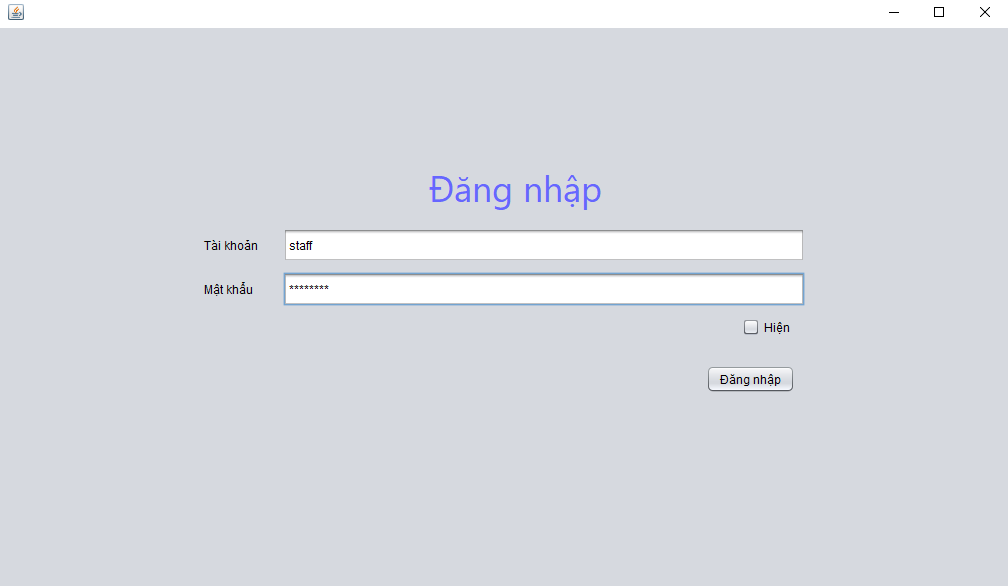 Đăng nhập
Tài khoản staff
Mật khẩu ********
Hiện
Đăng nhập